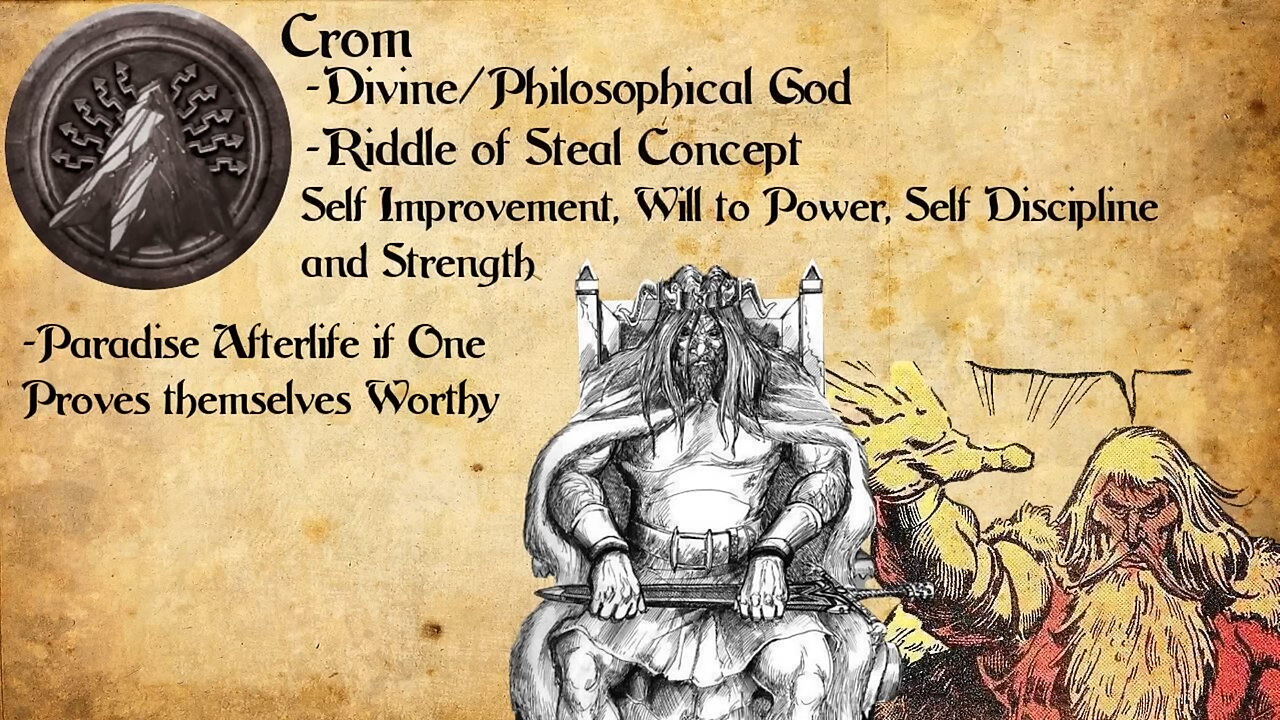 Crom
-Divine/Philosophical God
-Riddle of Steal Concept
Self Improvement, Will to Power, Self Discipline
and Strength
-Paradise Afterlife if One
Proves themselves Worthy